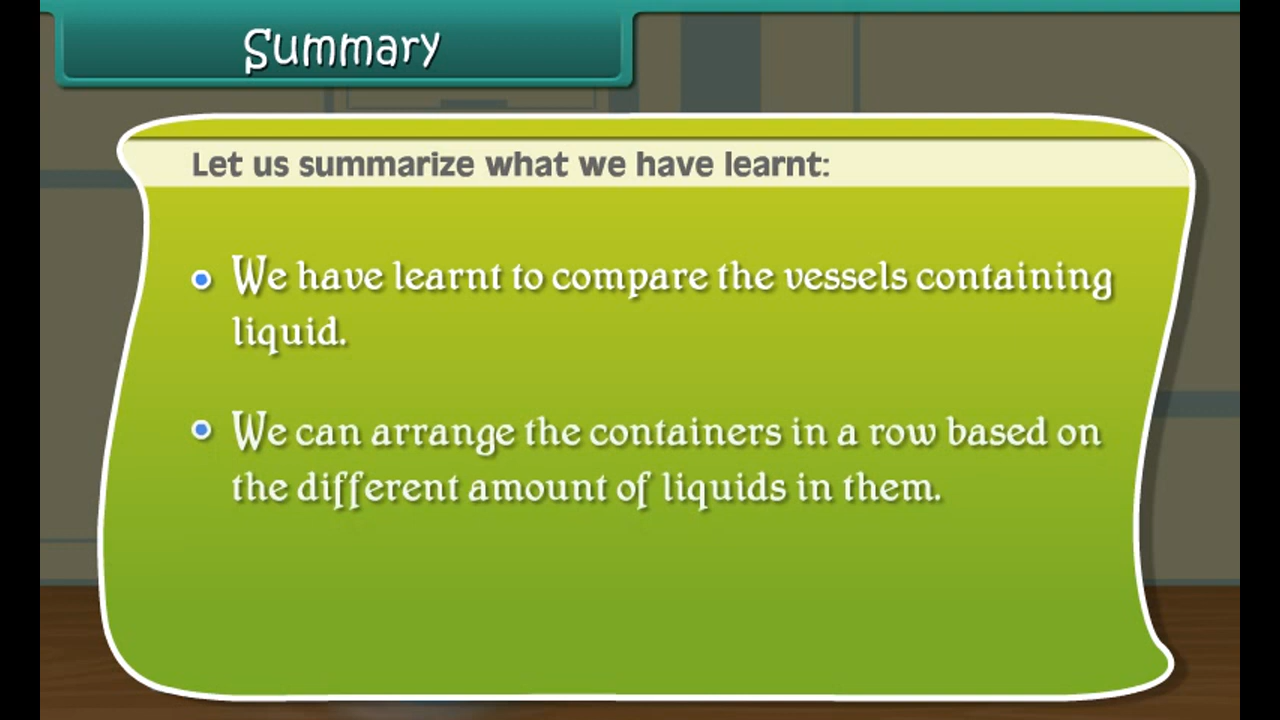 Summary
Let us summarize what we have learnt:
We have learnt to compare the vessels containing
liquid.
We can arrange the containers in a row based on
the different amount of liquids in them.